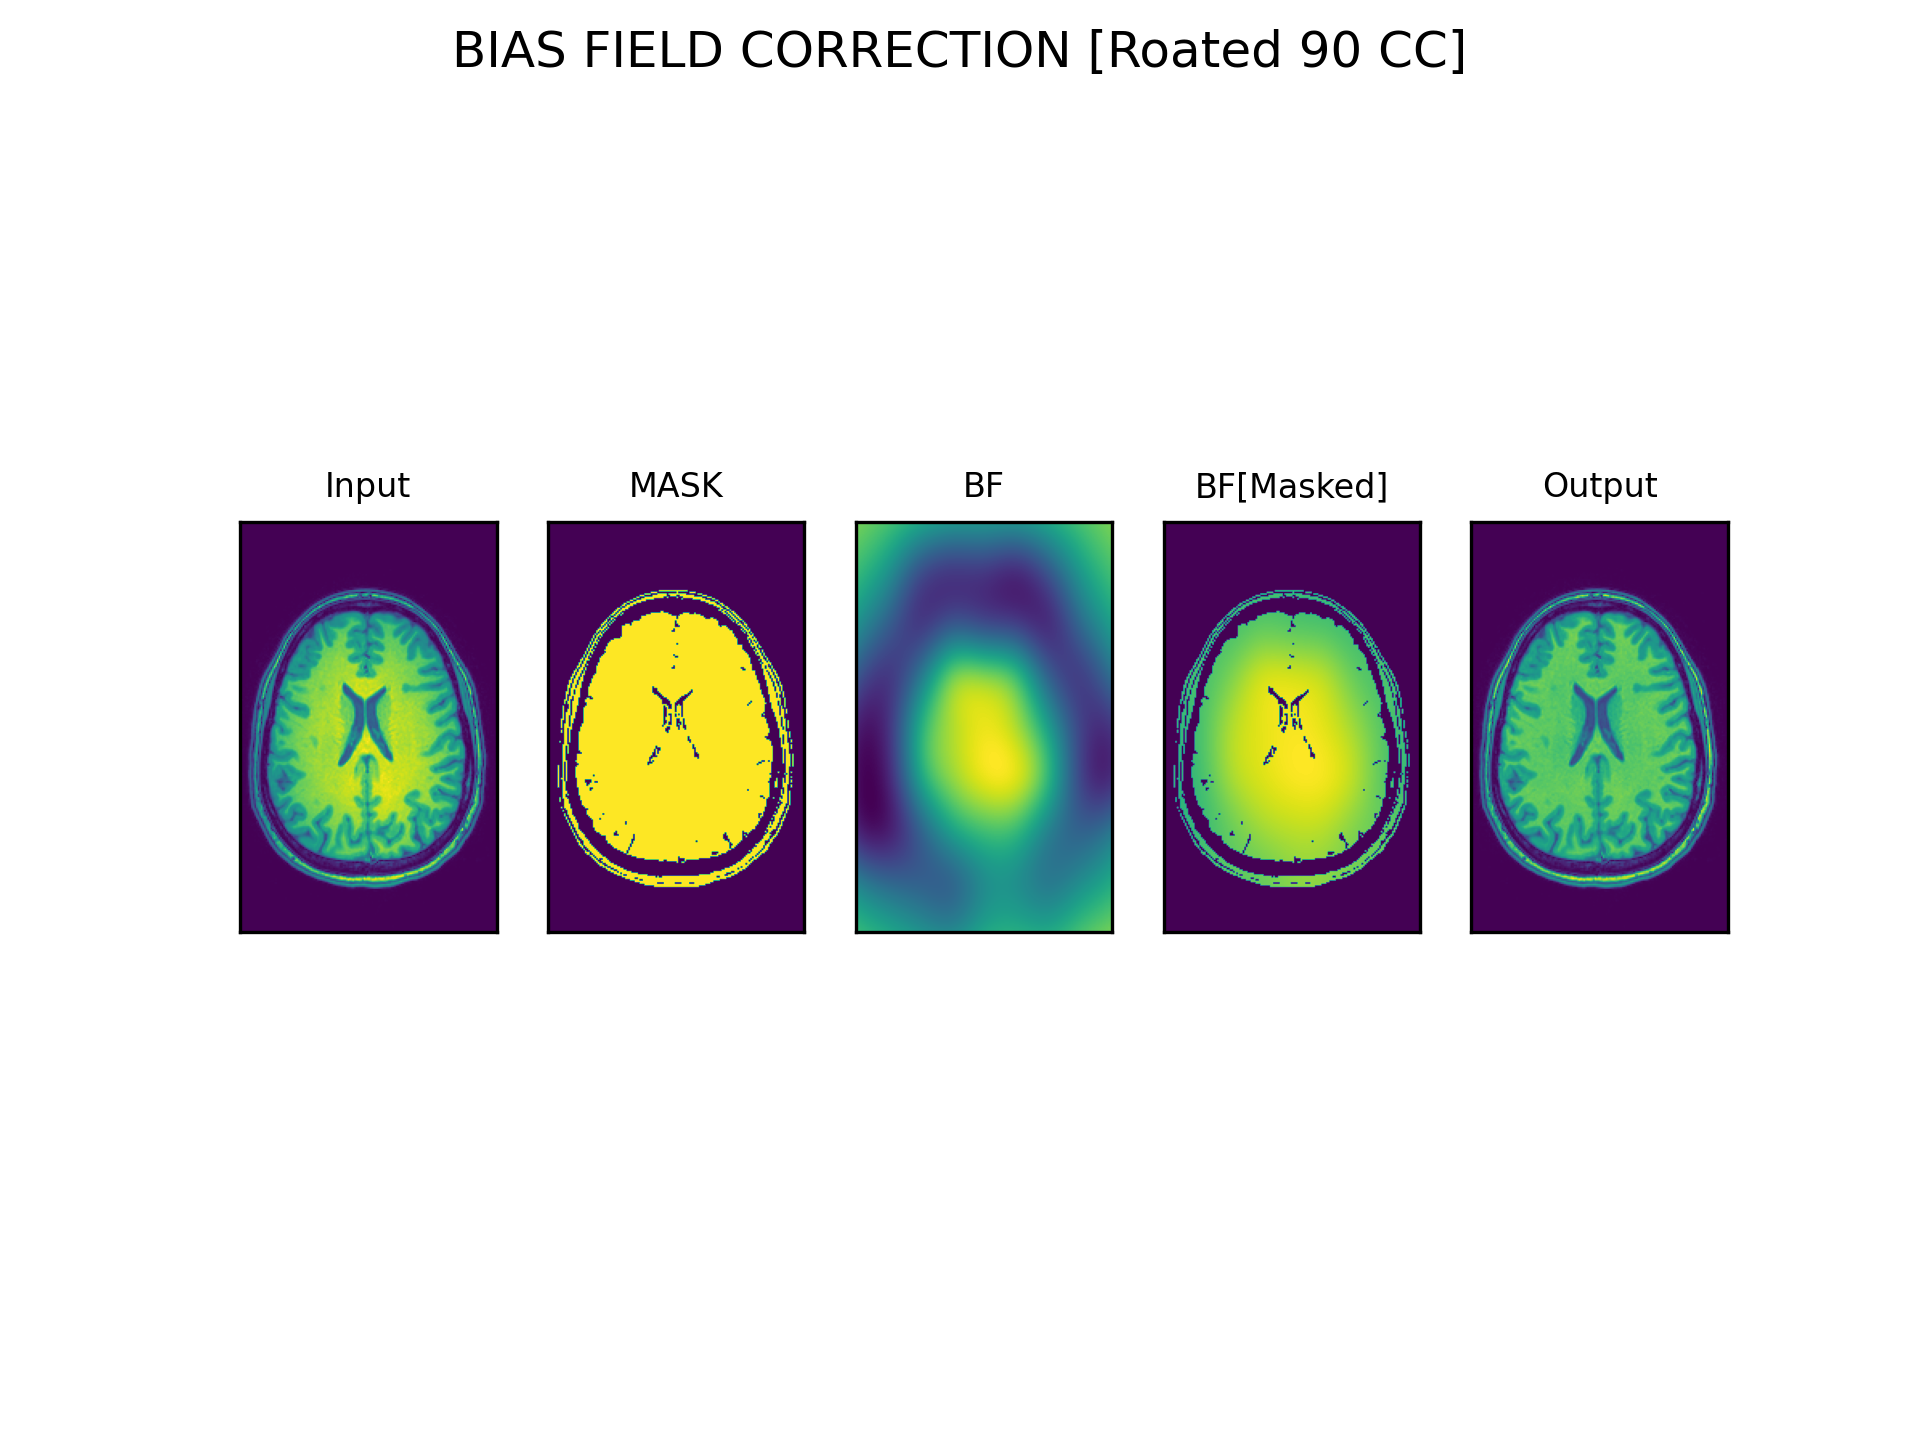 BIAS FIELD CORRECTION [Roated 90 CC]
Input
MASK
BF
BF[Masked]
Output